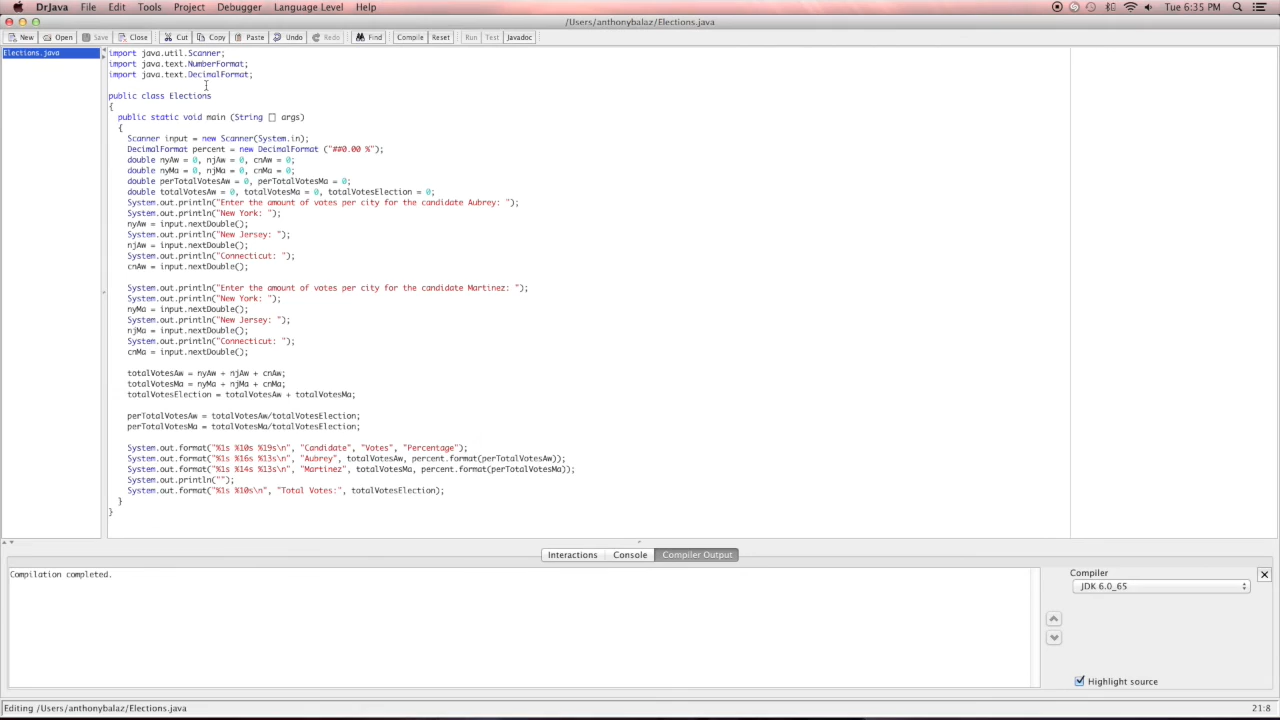 DrJava File Edit Tools Project Debugger Language Level Help Tue 6:35 PM
/Users/anthonybalaz/Elections.java
New Open Save Close Cut Copy Paste Undo Redo Find Compile Reset Run Test Javadoc
Elections.java
import java.util.Scanner;
import java.text.NumberFormat;
import java.text.DecimalFormat;
public class Elections
{
public static void main (String [] args)
{
Scanner input = new Scanner(System.in);
DecimalFormat percent = new DecimalFormat ("##0.00 %");
double nyAw = 0, njAw = 0, cnAw = 0;
double nyMa = 0, njMa = 0, cnMa = 0;
double perTotalVotesAw = 0, perTotalVotesMa = 0;
double totalVotesAw = 0, totalVotesMa = 0, totalVotesElection = 0;
System.out.println("Enter the amount of votes per city for the candidate Aubrey: ");
System.out.println("New York: ");
nyAw = input.nextDouble();
System.out.println("New Jersey: ");
njAw = input.nextDouble();
System.out.println("Connecticut: ");
cnAw = input.nextDouble();
System.out.println("Enter the amount of votes per city for the candidate Martinez: ");
System.out.println("New York: ");
nyMa = input.nextDouble();
System.out.println("New Jersey: ");
njMa = input.nextDouble();
System.out.println("Connecticut: ");
cnMa = input.nextDouble();
totalVotesAw = nyAw + njAw + cnAw;
totalVotesMa = nyMa + njMa + cnMa;
totalVotesElection = totalVotesAw + totalVotesMa;
perTotalVotesAw = totalVotesAw/totalVotesElection;
perTotalVotesMa = totalVotesMa/totalVotesElection;
System.out.format("%1s %10s %19s\n", "Candidate", "Votes", "Percentage");
System.out.format("%1s %16s %13s\n", "Aubrey", totalVotesAw, percent.format(perTotalVotesAw));
System.out.format("%1s %14s %13s\n", "Martinez", totalVotesMa, percent.format(perTotalVotesMa));
System.out.println("");
System.out.format("%1s %10s\n", "Total Votes:", totalVotesElection);
}
}
Interactions Console Compiler Output
Compilation completed.
Compiler
JDK 6.0_65
Highlight source
Editing /Users/anthonybalaz/Elections.java 21:8